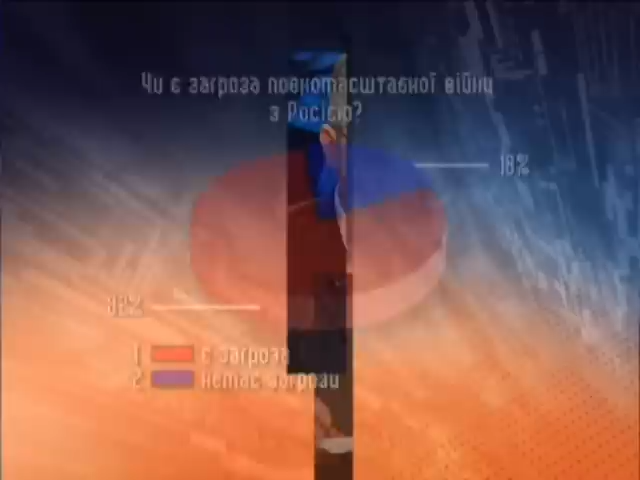 Чи є загроза повномасштабної війни
з Росією?
18%
82%
1 є загроза
2 немає загрози